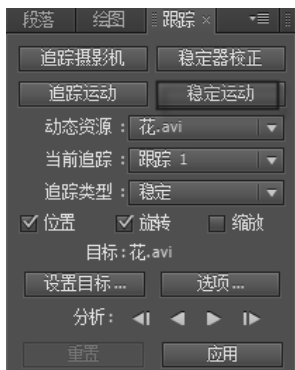 段落 绘图 跟踪 ×
追踪摄影机 稳定器校正
追踪运动 稳定运动
动态资源： 花.avi
当前追踪： 跟踪 1
追踪类型： 稳定
位置 旋转 缩放
目标:花.avi
设置目标... 选项...
分析：
重置 应用